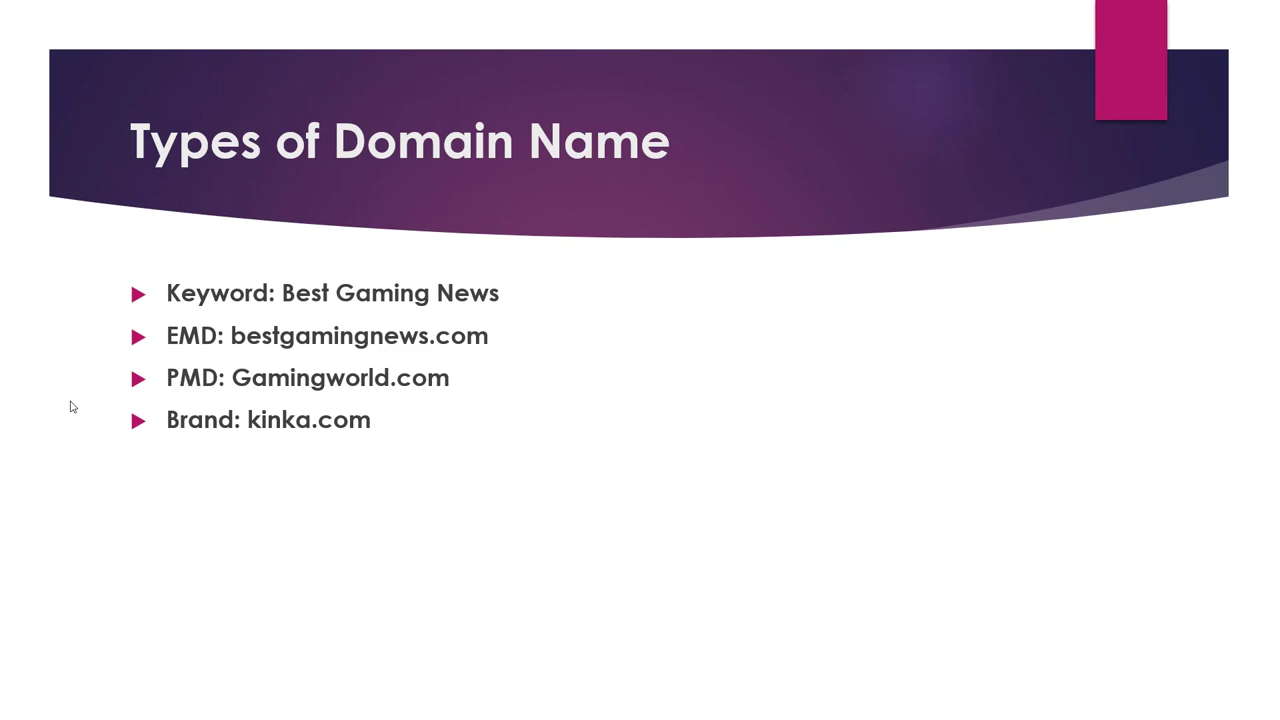 Types of Domain Name
Keyword: Best Gaming News
EMD: bestgamingnews.com
PMD: Gamingworld.com
Brand: kinka.com